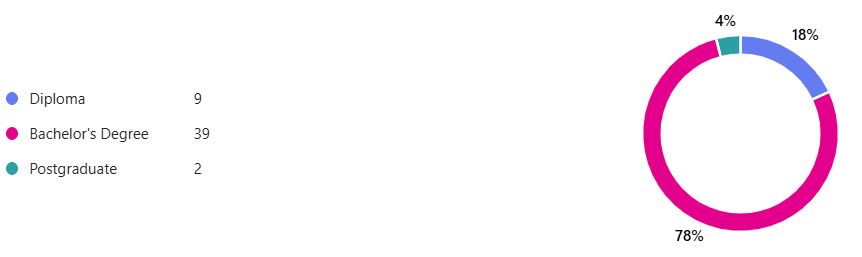 4%
18%
Diploma 9
Bachelor's Degree 39
Postgraduate 2
78%